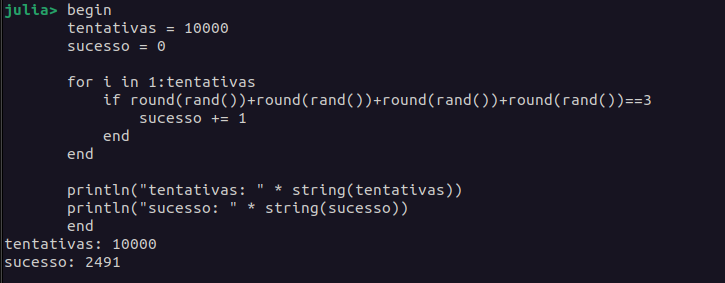 julia> begin
       tentativas = 10000
       sucesso = 0

       for i in 1:tentativas
           if round(rand())+round(rand())+round(rand())+round(rand())==3
               sucesso += 1
           end
       end

       println("tentativas: " * string(tentativas))
       println("sucesso: " * string(sucesso))
       end
tentativas: 10000
sucesso: 2491